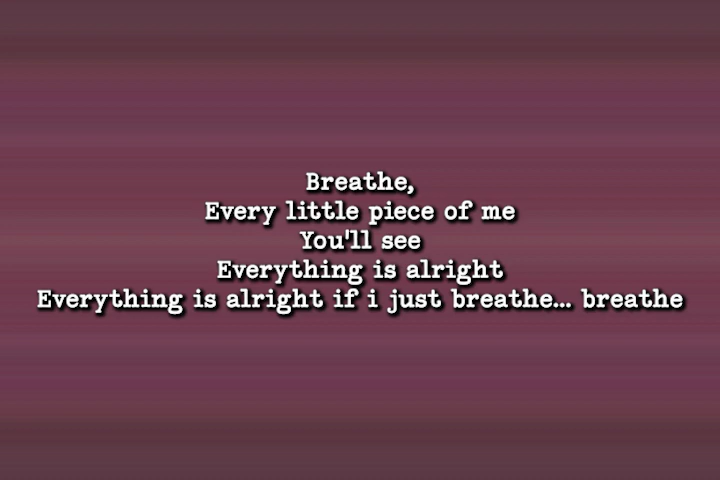 Breathe,
Every little piece of me
You'll see
Everything is alright
Everything is alright if i just breathe... breathe